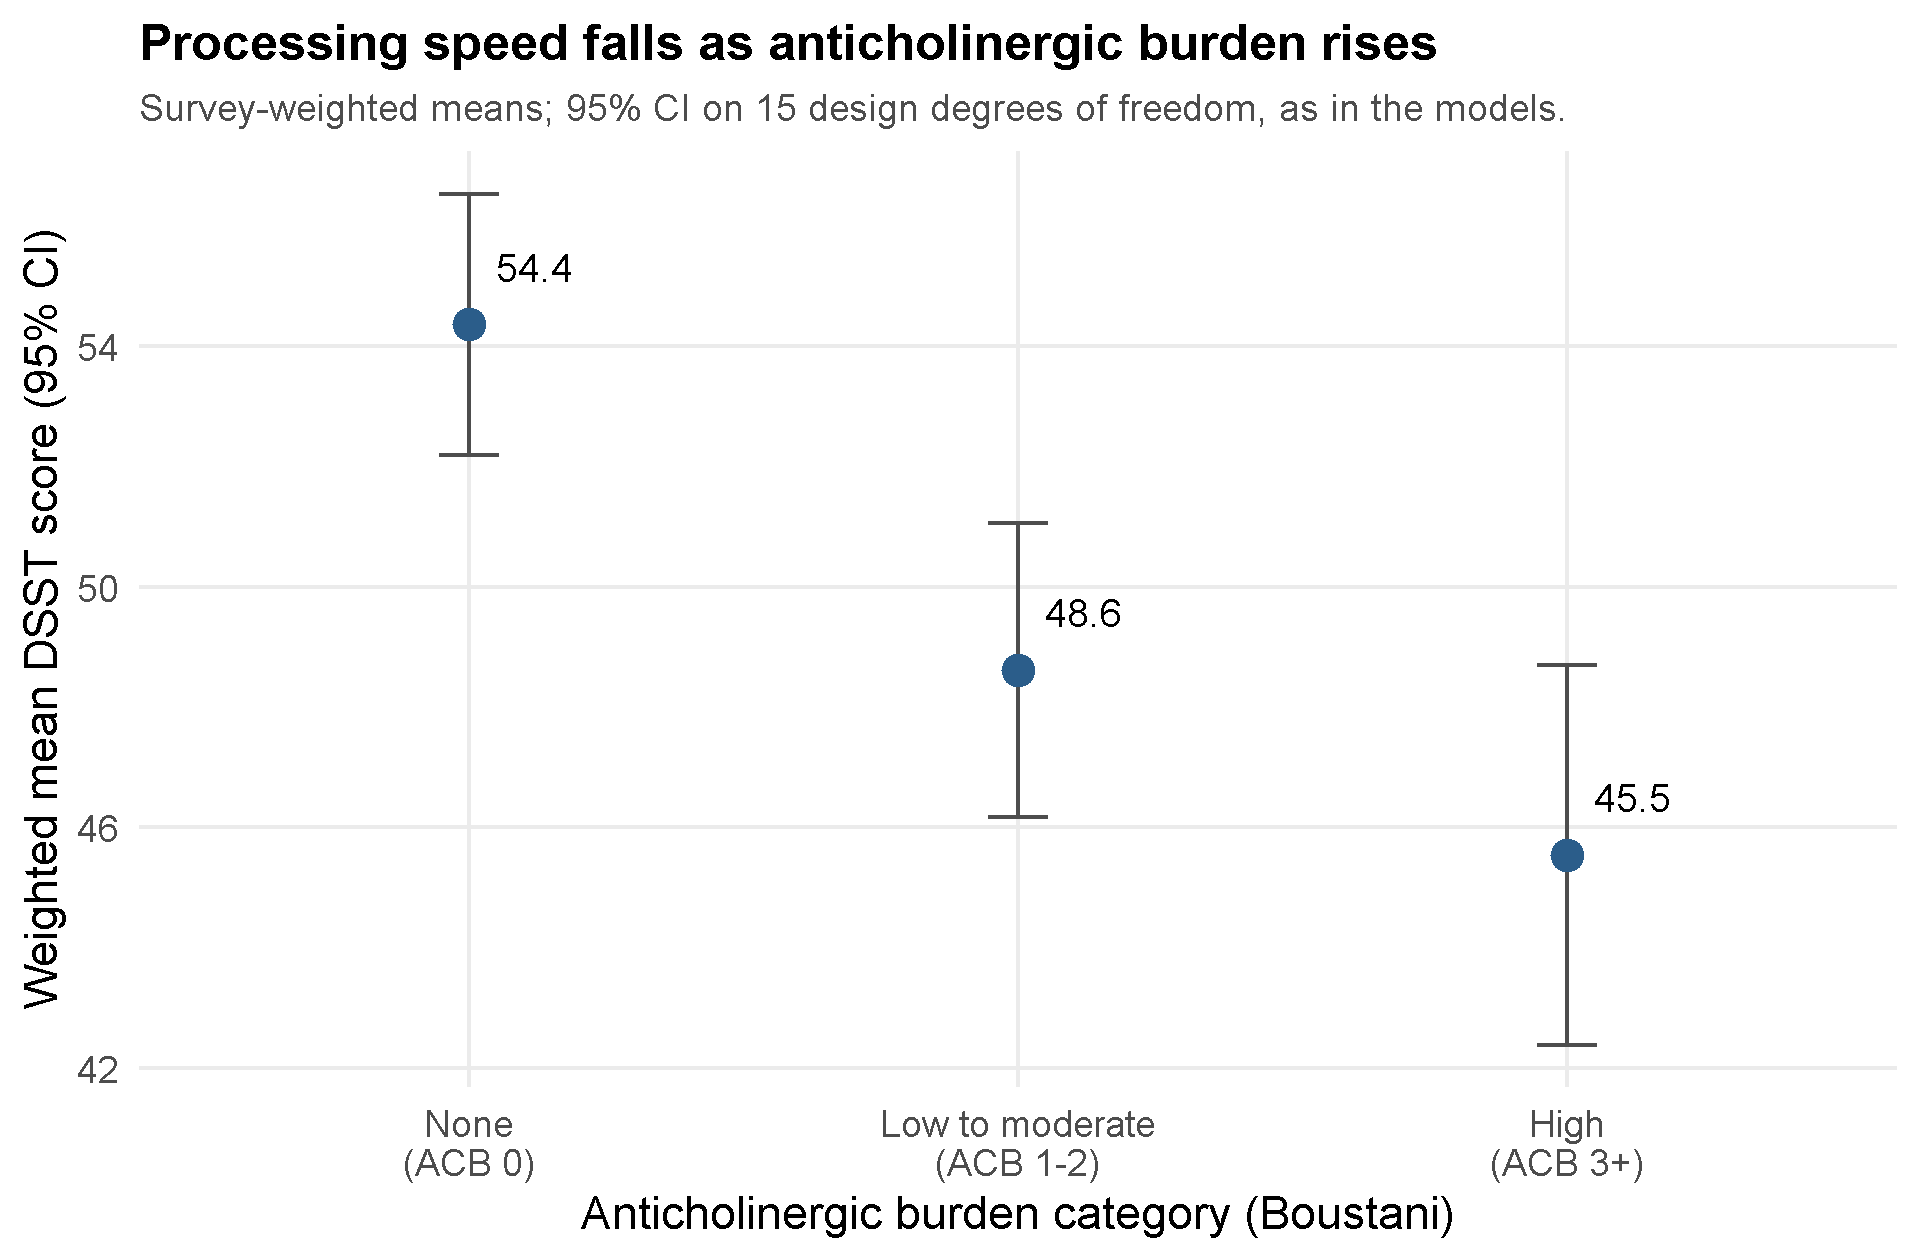 Processing speed falls as anticholinergic burden rises
Survey-weighted means; 95% CI on 15 design degrees of freedom, as in the models.
Weighted mean DSST score (95% CI)
54
50
46
42
54.4
48.6
45.5
None
(ACB 0)
Low to moderate
(ACB 1-2)
High
(ACB 3+)
Anticholinergic burden category (Boustani)